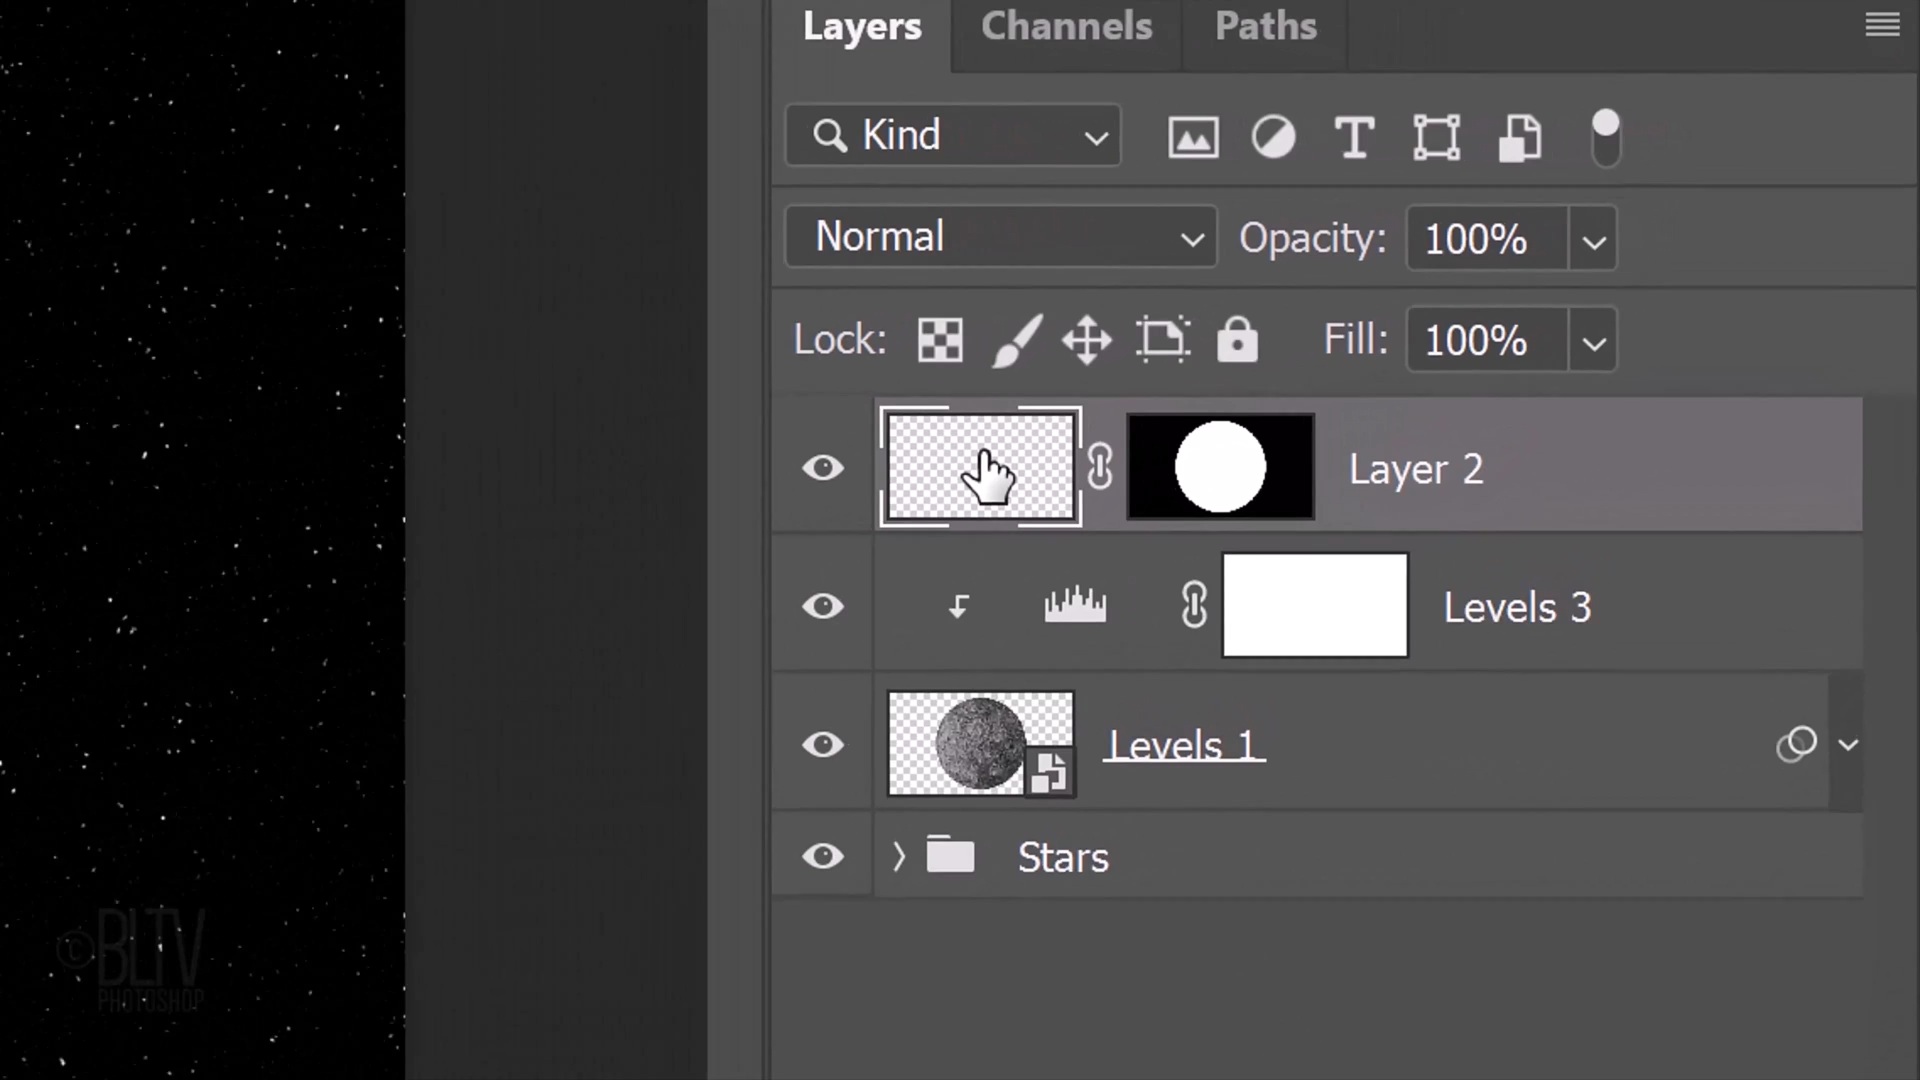 Layers Channels Paths
Kind
Normal Opacity: 100%
Lock: Fill: 100%
Layer 2
Levels 3
Levels 1
Stars
© BLTV
PHOTOSHOP